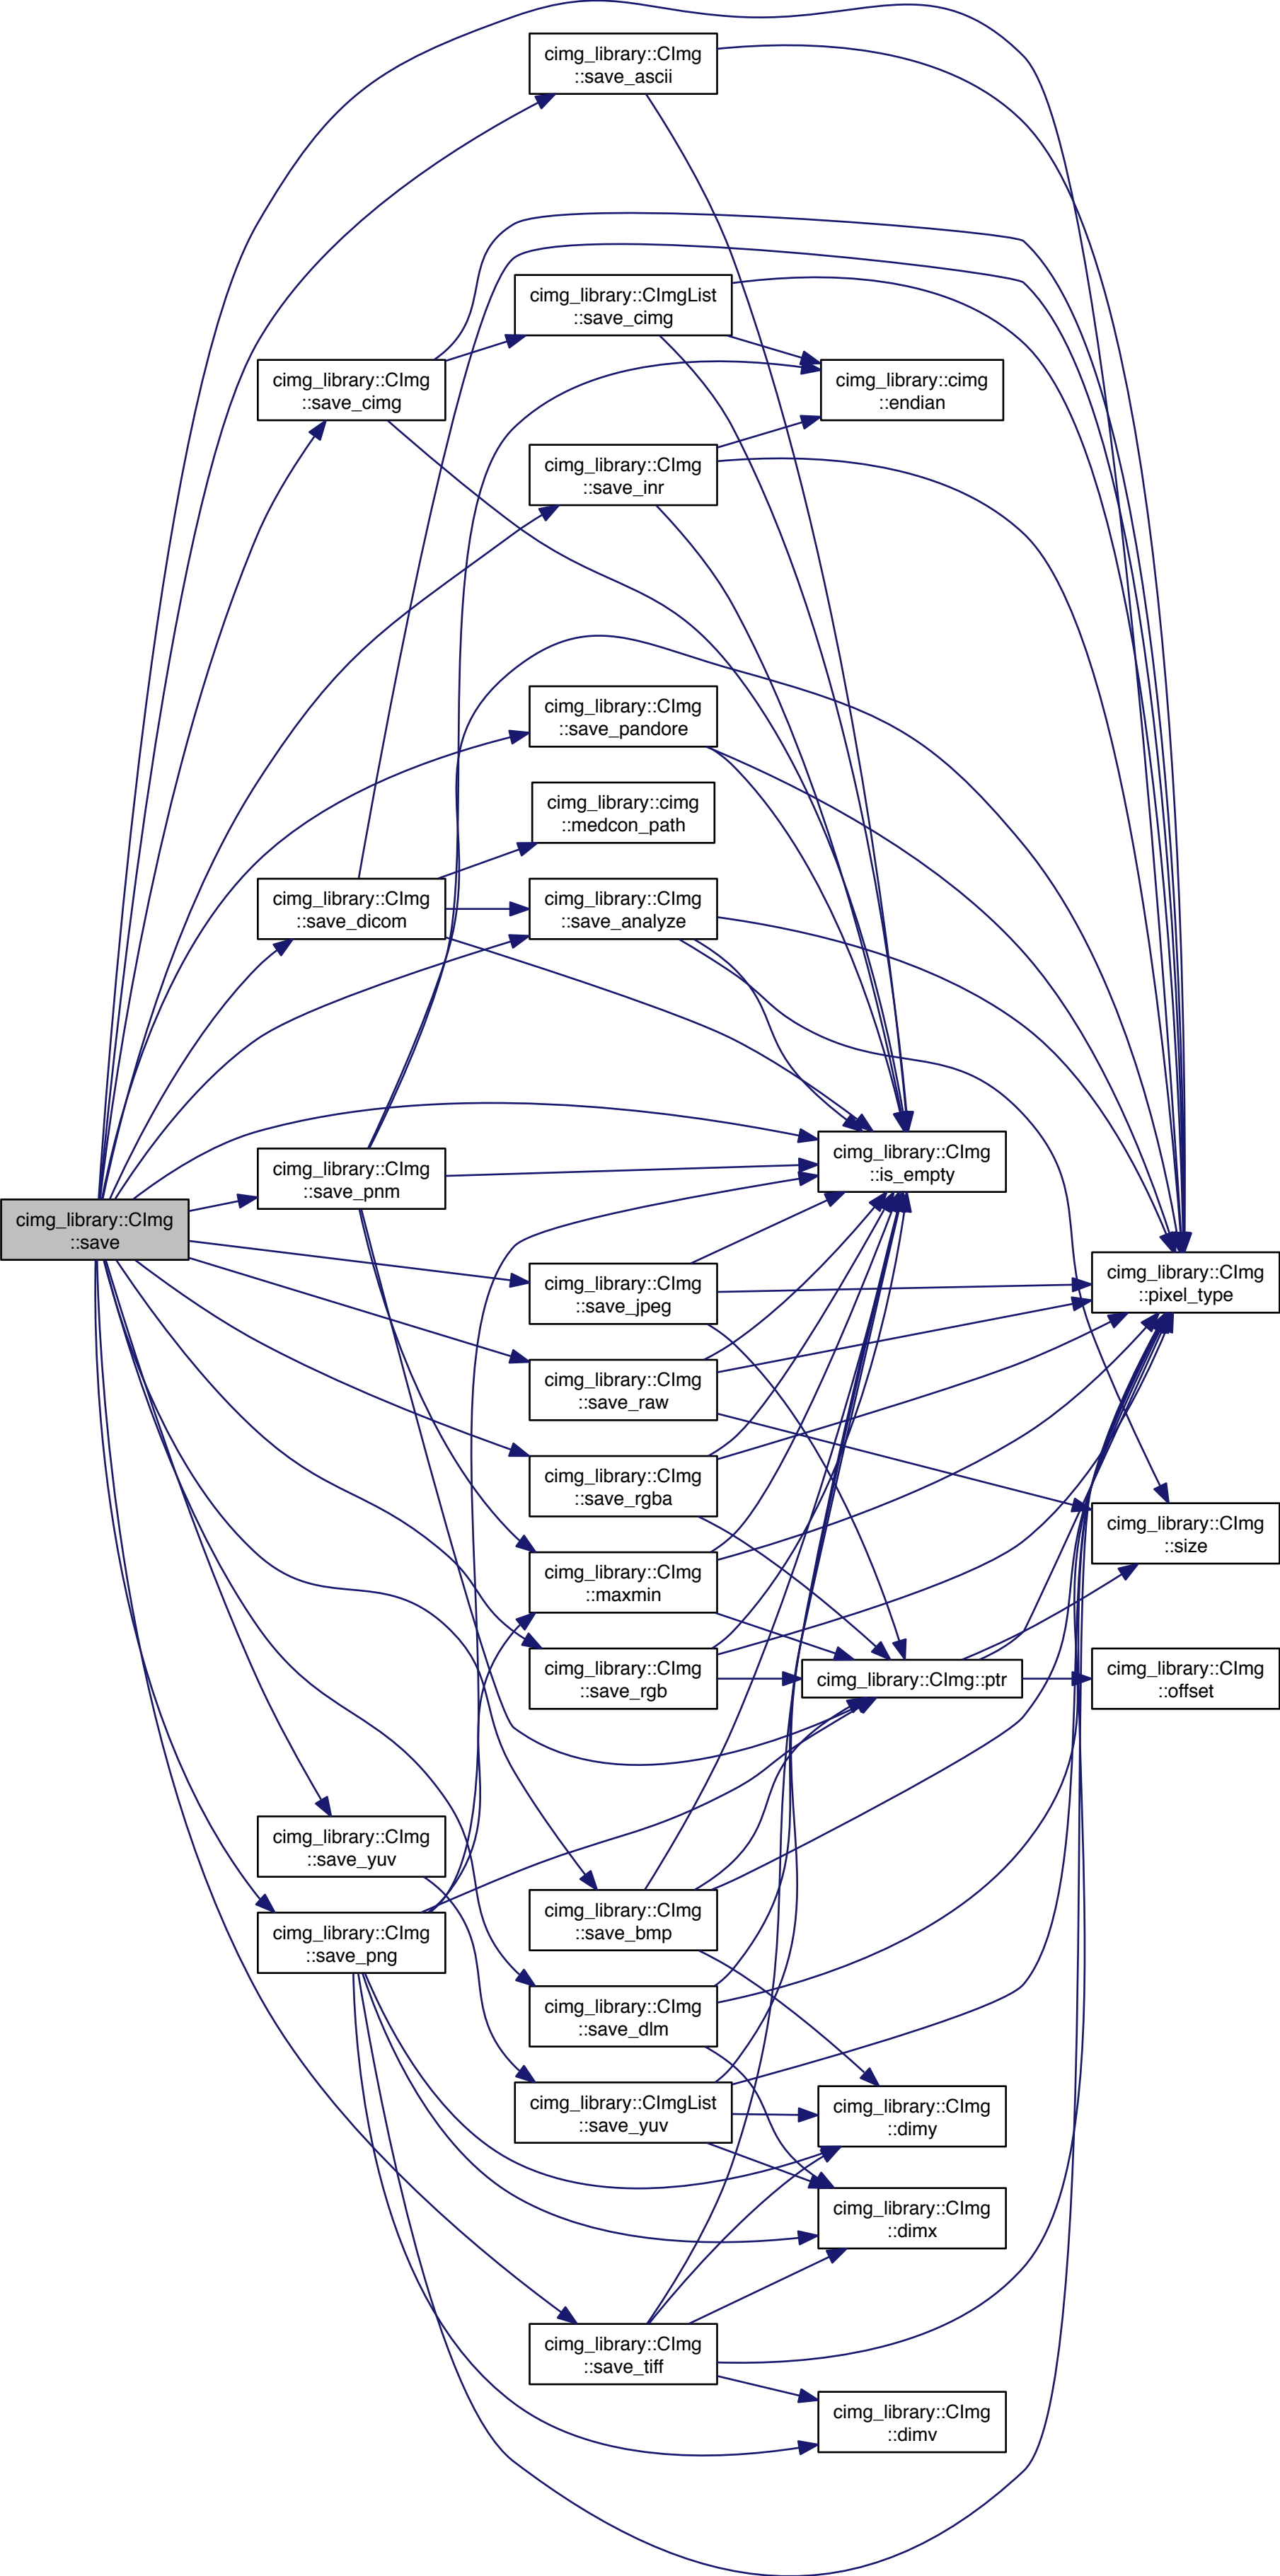 cimg_library::CImg
::save_ascii
cimg_library::CImgList
::save_cimg
cimg_library::CImg
::save_cimg
cimg_library::cimg
::endian
cimg_library::CImg
::save_inr
cimg_library::CImg
::save_pandore
cimg_library::cimg
::medcon_path
cimg_library::CImg
::save_dicom
cimg_library::CImg
::save_analyze
cimg_library::CImg
::is_empty
cimg_library::CImg
::save_pnm
cimg_library::CImg
::save
cimg_library::CImg
::pixel_type
cimg_library::CImg
::save_jpeg
cimg_library::CImg
::save_raw
cimg_library::CImg
::save_rgba
cimg_library::CImg
::size
cimg_library::CImg
::maxmin
cimg_library::CImg
::save_rgb
cimg_library::CImg::ptr
cimg_library::CImg
::offset
cimg_library::CImg
::save_yuv
cimg_library::CImg
::save_bmp
cimg_library::CImg
::save_png
cimg_library::CImg
::save_dlm
cimg_library::CImgList
::save_yuv
cimg_library::CImg
::dimy
cimg_library::CImg
::dimx
cimg_library::CImg
::save_tiff
cimg_library::CImg
::dimv